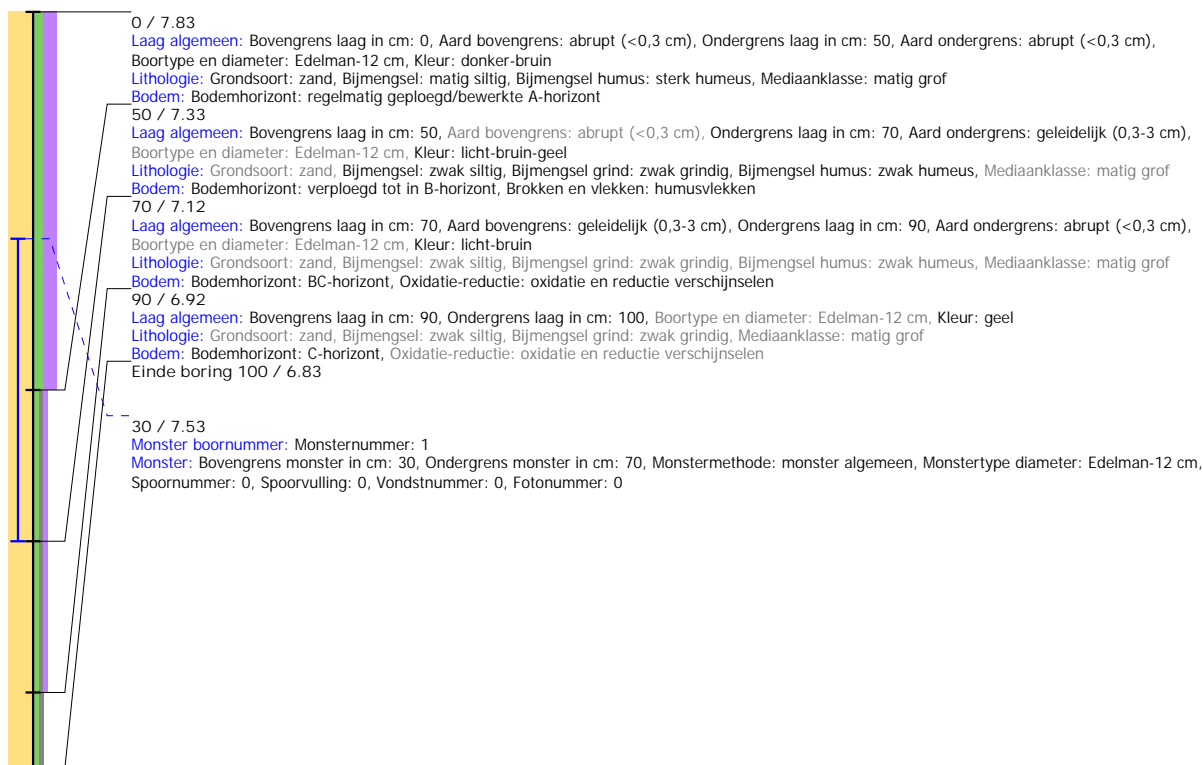 0 / 7.83
Laag algemeen: Bovengrens laag in cm: 0, Aard bovengrens: abrupt (<0,3 cm), Ondergrens laag in cm: 50, Aard ondergrens: abrupt (<0,3 cm),
Boortype en diameter: Edelman-12 cm, Kleur: donker-bruin
Lithologie: Grondsoort: zand, Bijmengsel: matig siltig, Bijmengsel humus: sterk humeus, Mediaanklasse: matig grof
Bodem: Bodemhorizont: regelmatig geploegd/bewerkte A-horizont
50 / 7.33
Laag algemeen: Bovengrens laag in cm: 50, Aard bovengrens: abrupt (<0,3 cm), Ondergrens laag in cm: 70, Aard ondergrens: geleidelijk (0,3-3 cm),
Boortype en diameter: Edelman-12 cm, Kleur: licht-bruin-geel
Lithologie: Grondsoort: zand, Bijmengsel: zwak siltig, Bijmengsel grind: zwak grindig, Bijmengsel humus: zwak humeus, Mediaanklasse: matig grof
Bodem: Bodemhorizont: verploegd tot in B-horizont, Brokken en vlekken: humusvlekken
70 / 7.12
Laag algemeen: Bovengrens laag in cm: 70, Aard bovengrens: geleidelijk (0,3-3 cm), Ondergrens laag in cm: 90, Aard ondergrens: abrupt (<0,3 cm),
Boortype en diameter: Edelman-12 cm, Kleur: licht-bruin
Lithologie: Grondsoort: zand, Bijmengsel: zwak siltig, Bijmengsel grind: zwak grindig, Bijmengsel humus: zwak humeus, Mediaanklasse: matig grof
Bodem: Bodemhorizont: BC-horizont, Oxidatie-reductie: oxidatie en reductie verschijnselen
90 / 6.92
Laag algemeen: Bovengrens laag in cm: 90, Ondergrens laag in cm: 100, Boortype en diameter: Edelman-12 cm, Kleur: geel
Lithologie: Grondsoort: zand, Bijmengsel: zwak siltig, Bijmengsel grind: zwak grindig, Mediaanklasse: matig grof
Bodem: Bodemhorizont: C-horizont, Oxidatie-reductie: oxidatie en reductie verschijnselen
Einde boring 100 / 6.83
30 / 7.53
Monster boornummer: Monsternummer: 1
Monster: Bovengrens monster in cm: 30, Ondergrens monster in cm: 70, Monstermethode: monster algemeen, Monstertype diameter: Edelman-12 cm,
Spoornummer: 0, Spoorvulling: 0, Vondstnummer: 0, Fotonummer: 0